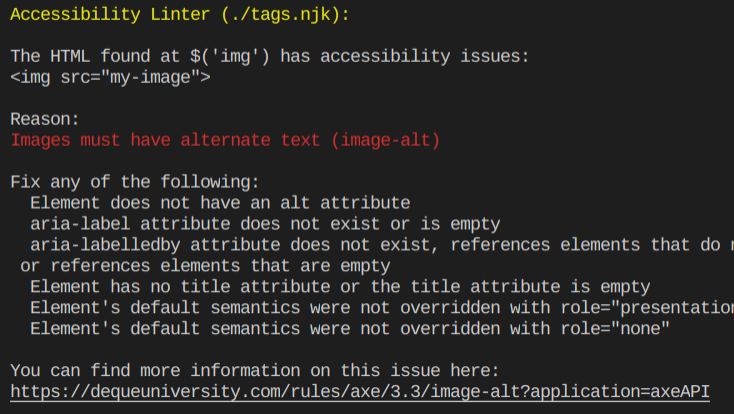 Accessibility Linter (./tags.njk):
The HTML found at $('img') has accessibility issues:
<img src="my-image">
Reason:
Images must have alternate text (image-alt)
Fix any of the following:
Element does not have an alt attribute
aria-label attribute does not exist or is empty
aria-labelledby attribute does not exist, references elements that do
or references elements that are empty
Element has no title attribute or the title attribute is empty
Element's default semantics were not overridden with role="presentation
Element's default semantics were not overridden with role="none"
You can find more information on this issue here:
https://dequeuniversity.com/rules/axe/3.3/image-alt?application=axeAPI